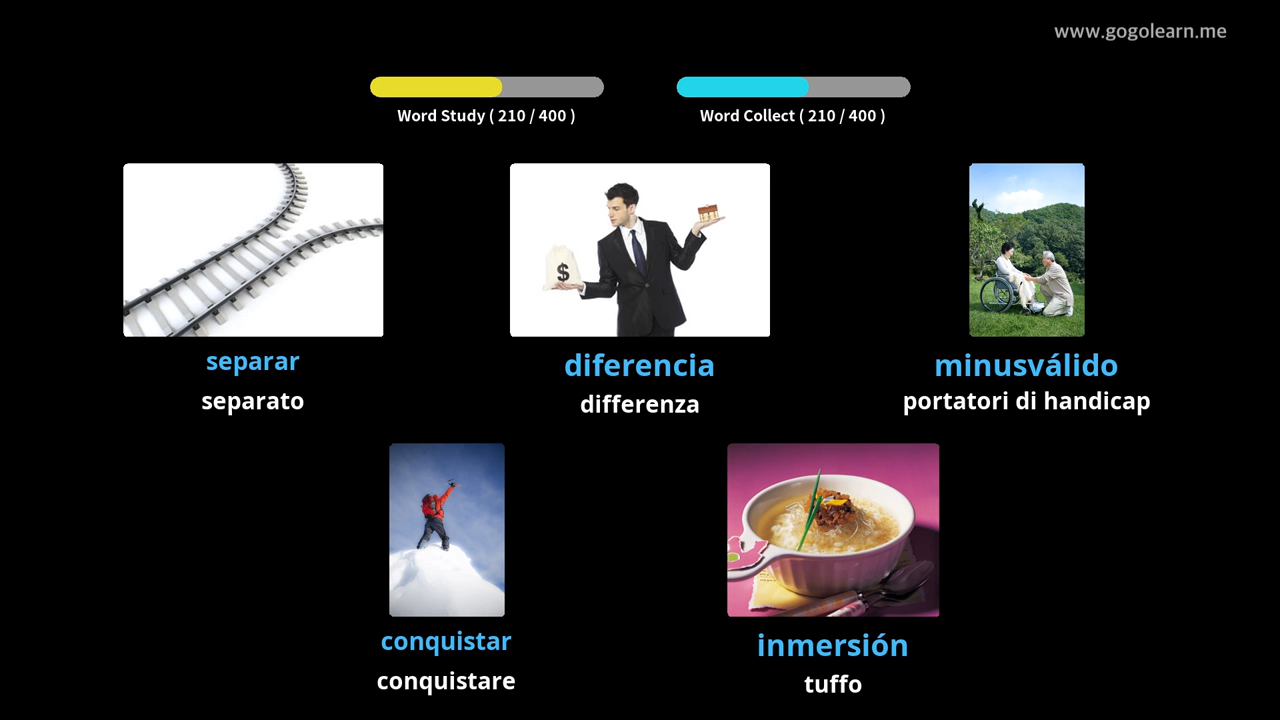 www.gogolearn.me
Word Study ( 210 / 400 )
Word Collect ( 210 / 400 )
$
separar
separato
diferencia
differenza
minusválido
portatori di handicap
conquistar
conquistare
inmersión
tuffo